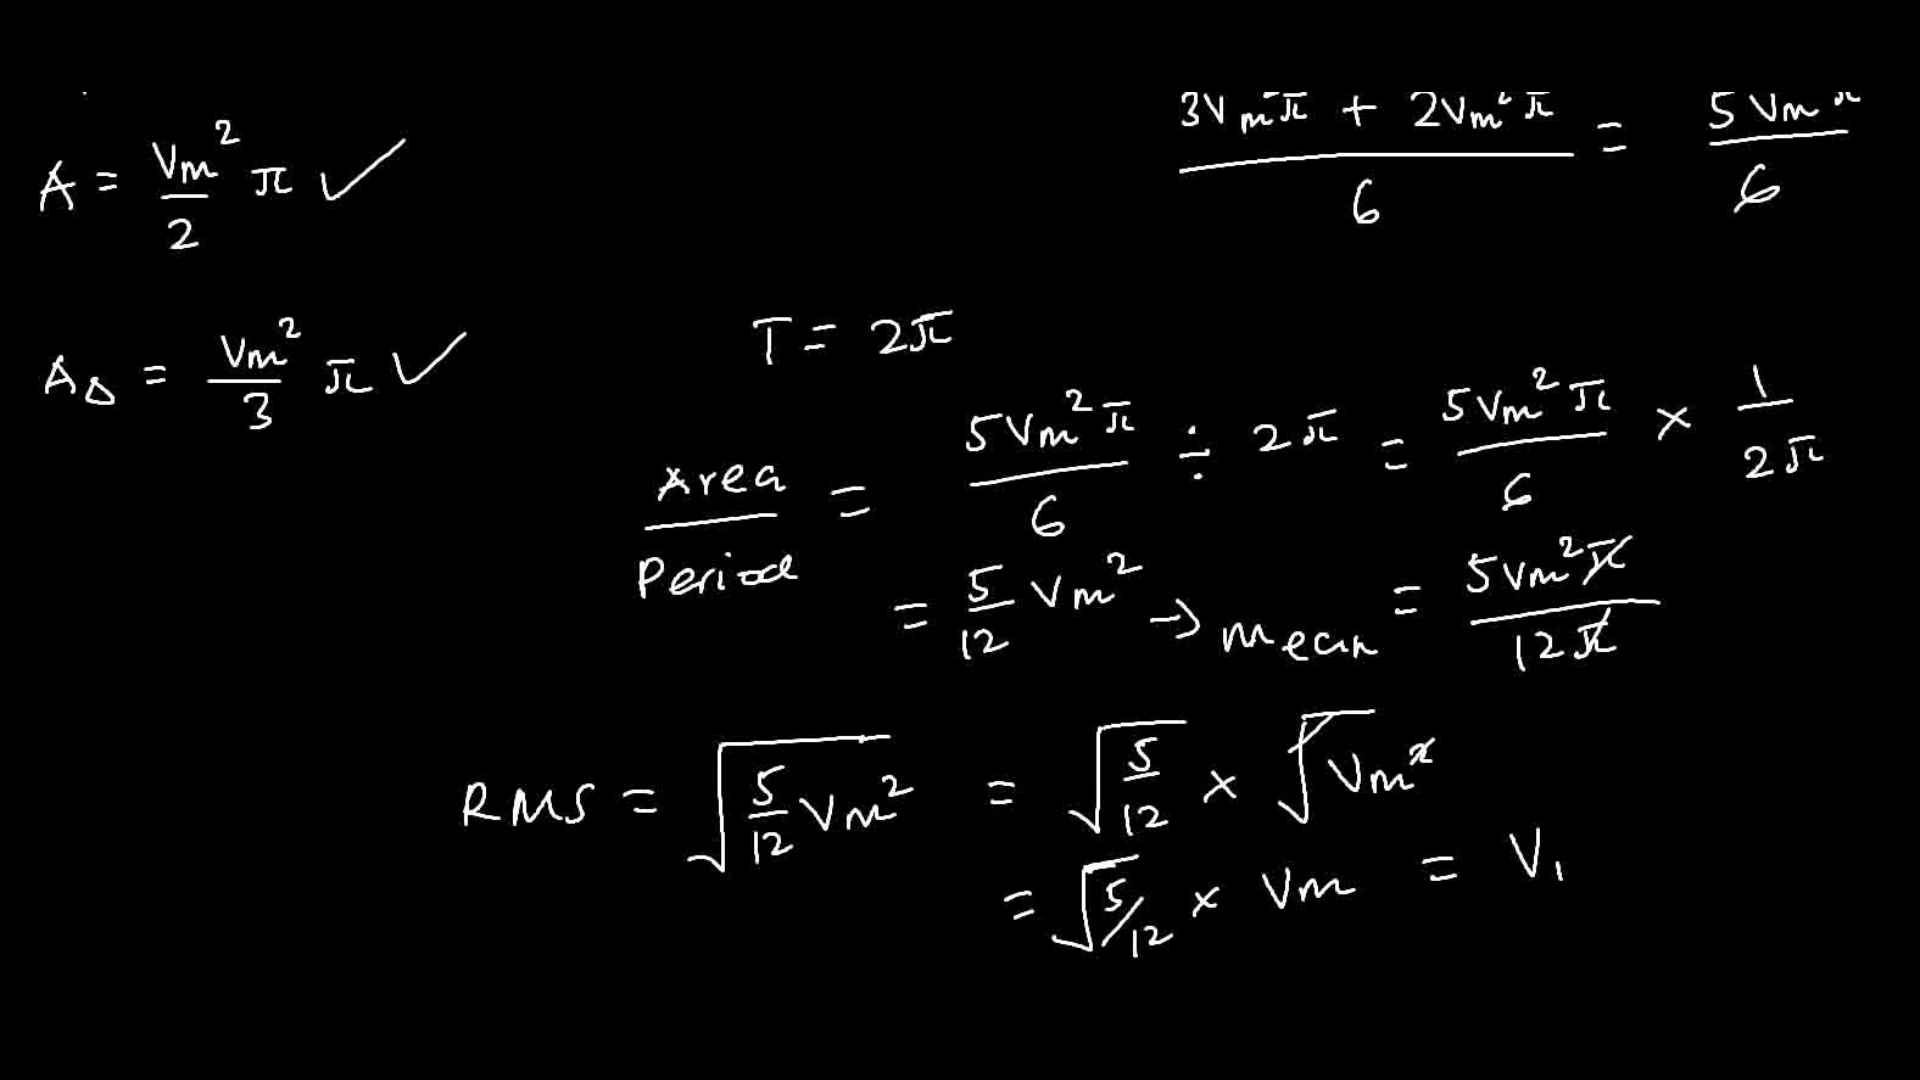 A = Vm²/2 π ✓
(3Vm²π + 2Vm²π)/6 = 5Vm²π/6
A△ = Vm²/3 π ✓
T = 2π
Area/Period = 5Vm²π/6 ÷ 2π = 5Vm²π/6 × 1/2π
= 5/12 Vm² → mean = 5Vm²π/12π
RMS = √(5/12 Vm²) = √(5/12) × √(Vm²)
= √(5/12) × Vm = V₁